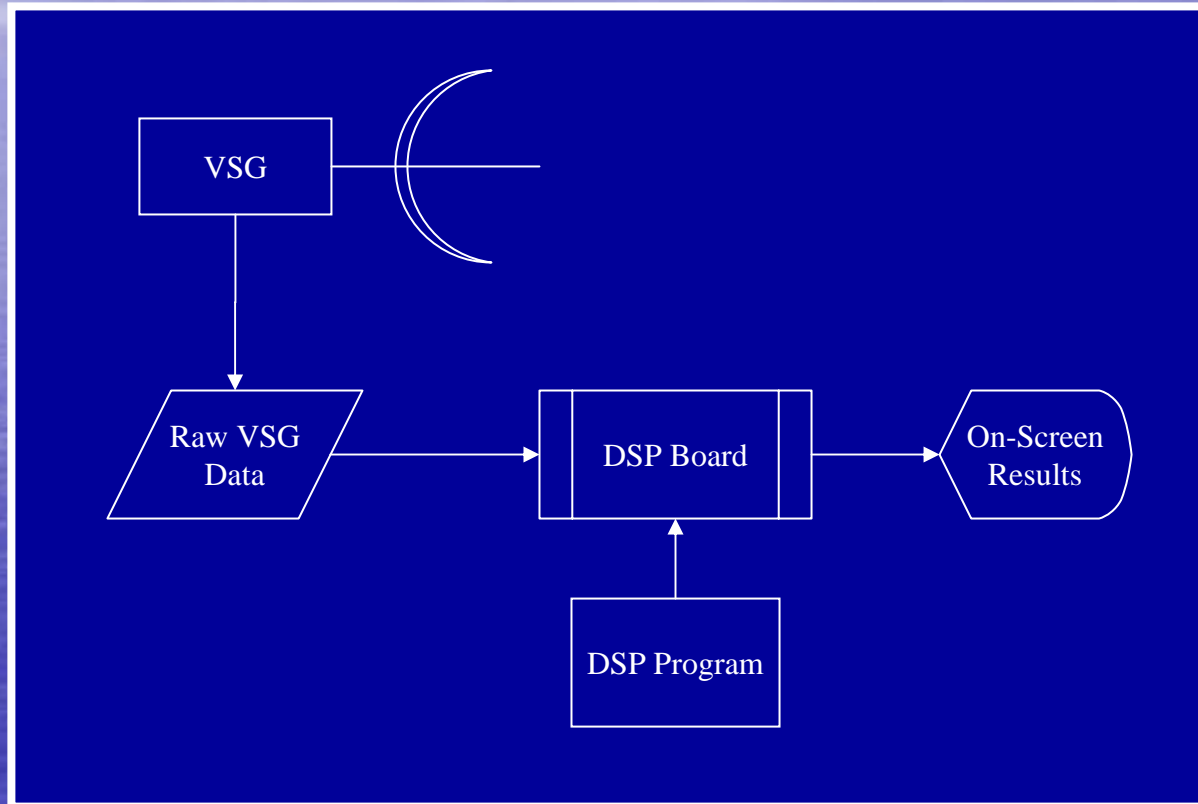 VSG
Raw VSG
Data
DSP Board
On-Screen
Results
DSP Program